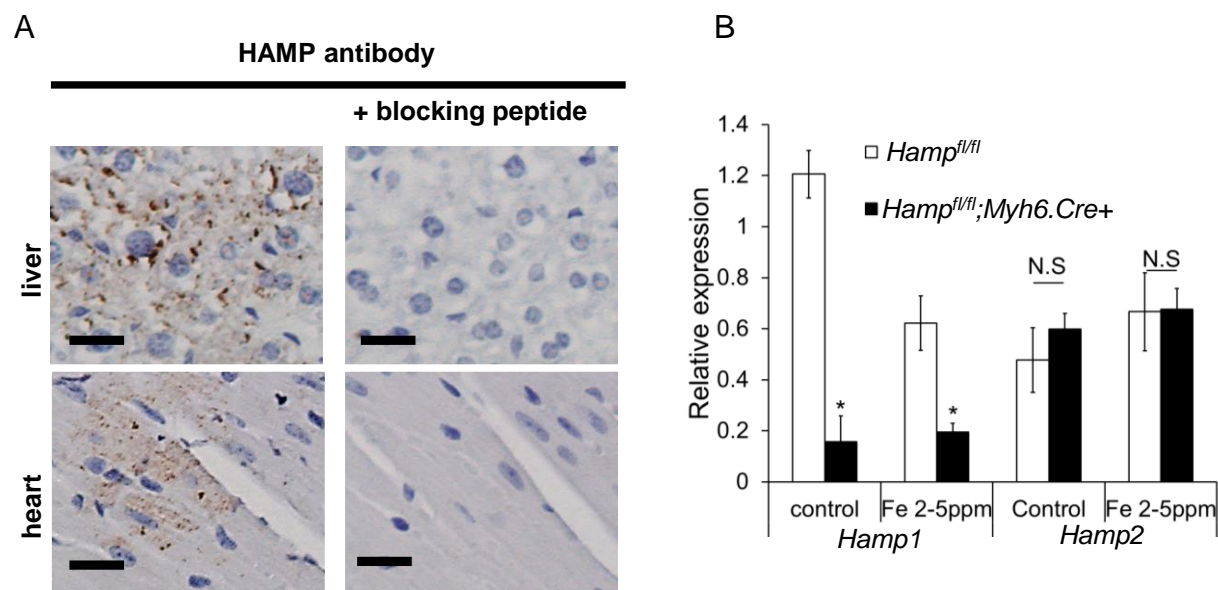 A
HAMP antibody
+ blocking peptide
liver
heart
B
Relative expression
1.4
1.2
1
0.8
0.6
0.4
0.2
0
Hampfl/fl
Hampfl/fl;Myh6.Cre+
*
*
N.S
N.S
control
Fe 2-5ppm
Control
Fe 2-5ppm
Hamp1
Hamp2